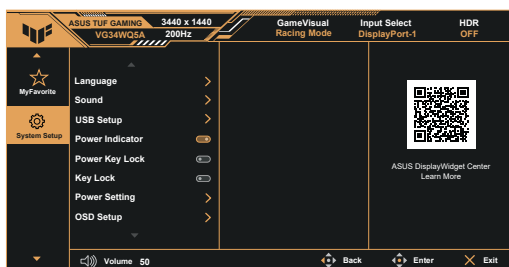 ASUS TUF GAMING 3440 x 1440 GameVisual Input Select HDR
VG34WQ5A 200Hz Racing Mode DisplayPort-1 OFF
MyFavorite
System Setup
Language
Sound
USB Setup
Power Indicator
Power Key Lock
Key Lock
Power Setting
OSD Setup
ASUS DisplayWidget Center
Learn More
Volume 50 Back Enter Exit